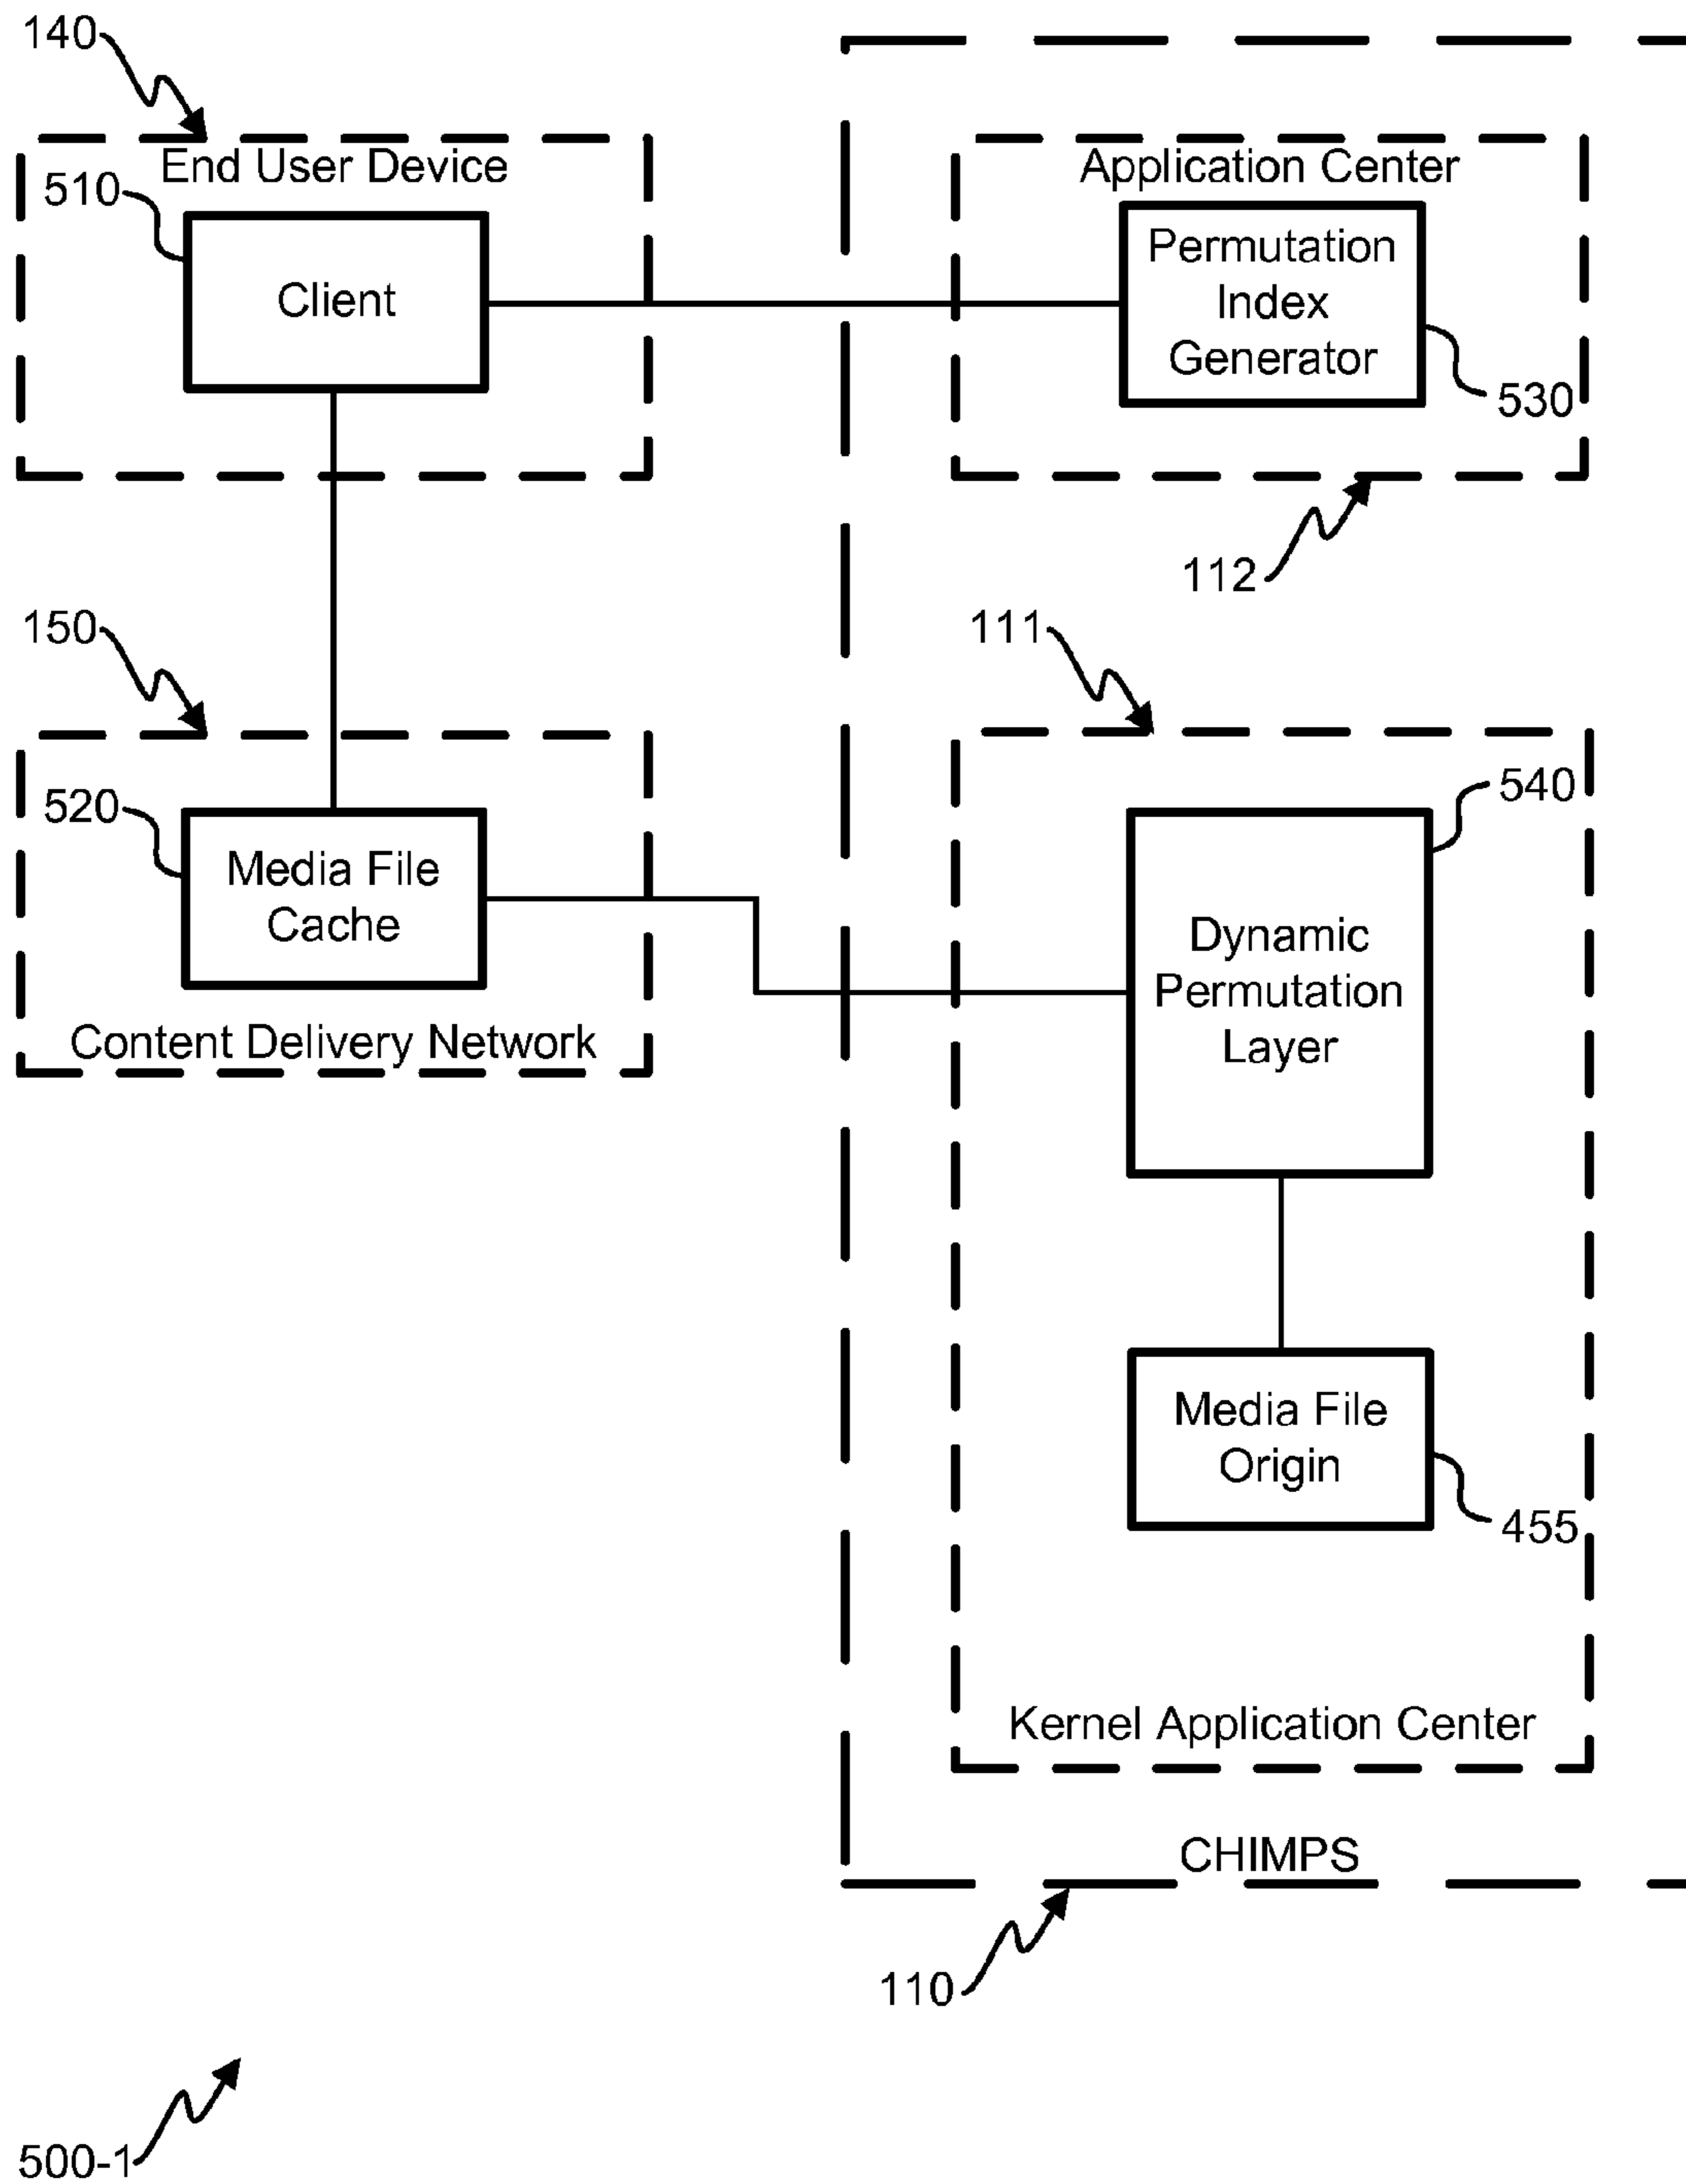 140
End User Device
510
Client
Application Center
Permutation
Index
Generator
530
112
150
520
Media File
Cache
Content Delivery Network
111
540
Dynamic
Permutation
Layer
Media File
Origin
455
Kernel Application Center
CHIMPS
110
500-1